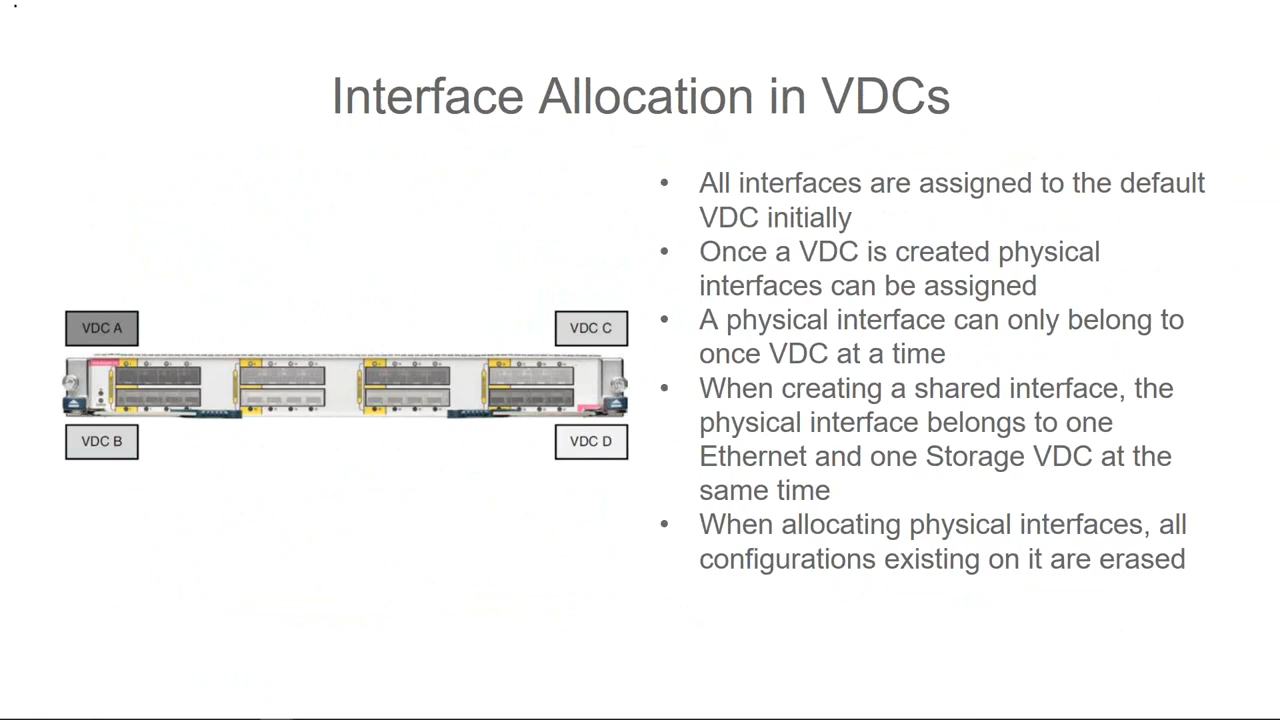 Interface Allocation in VDCs
• All interfaces are assigned to the default
VDC initially
• Once a VDC is created physical
interfaces can be assigned
• A physical interface can only belong to
once VDC at a time
• When creating a shared interface, the
physical interface belongs to one
Ethernet and one Storage VDC at the
same time
• When allocating physical interfaces, all
configurations existing on it are erased
VDC A
VDC C
VDC B
VDC D